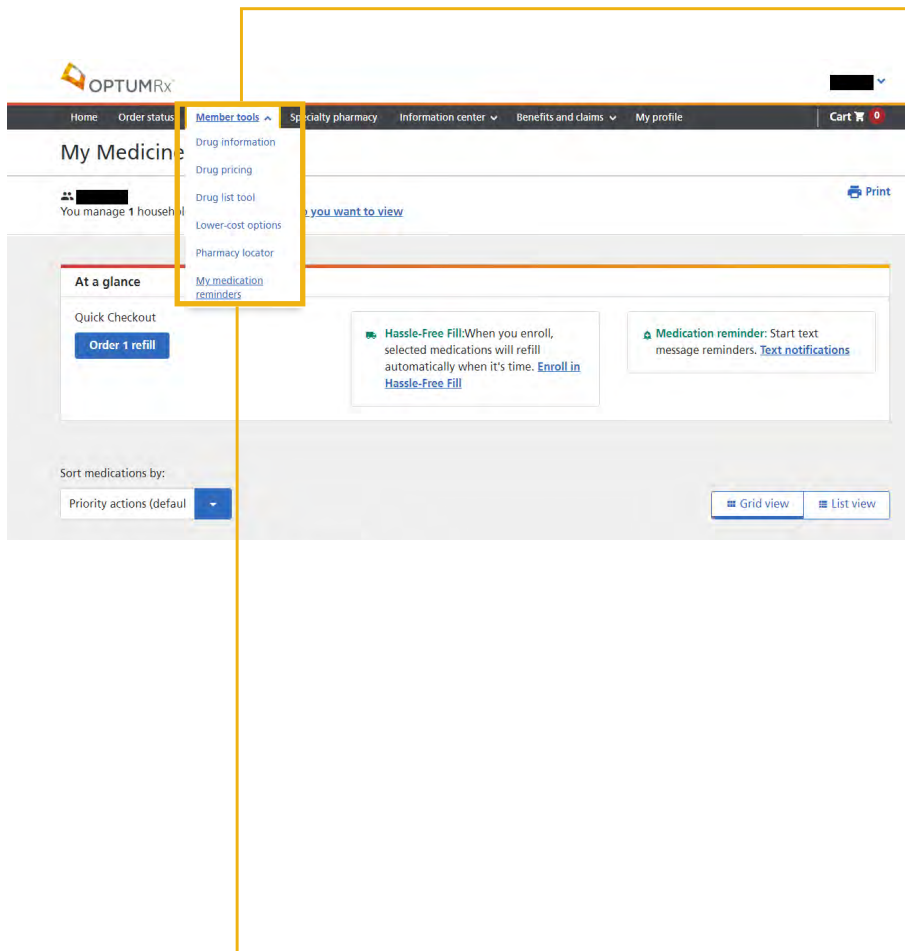 OPTUMRx
Home Order status Member tools Specialty pharmacy Information center Benefits and claims My profile Cart 0
Drug information
My Medicine
Drug pricing
Drug list tool
Print
You manage 1 you want to view
Lower-cost options
Pharmacy locator
At a glance
My medication
reminders
Quick Checkout
Order 1 refill
Hassle-Free Fill:When you enroll,
selected medications will refill
automatically when it's time. Enroll in
Hassle-Free Fill
Medication reminder: Start text
message reminders. Text notifications
Sort medications by:
Priority actions (defaul
Grid view List view